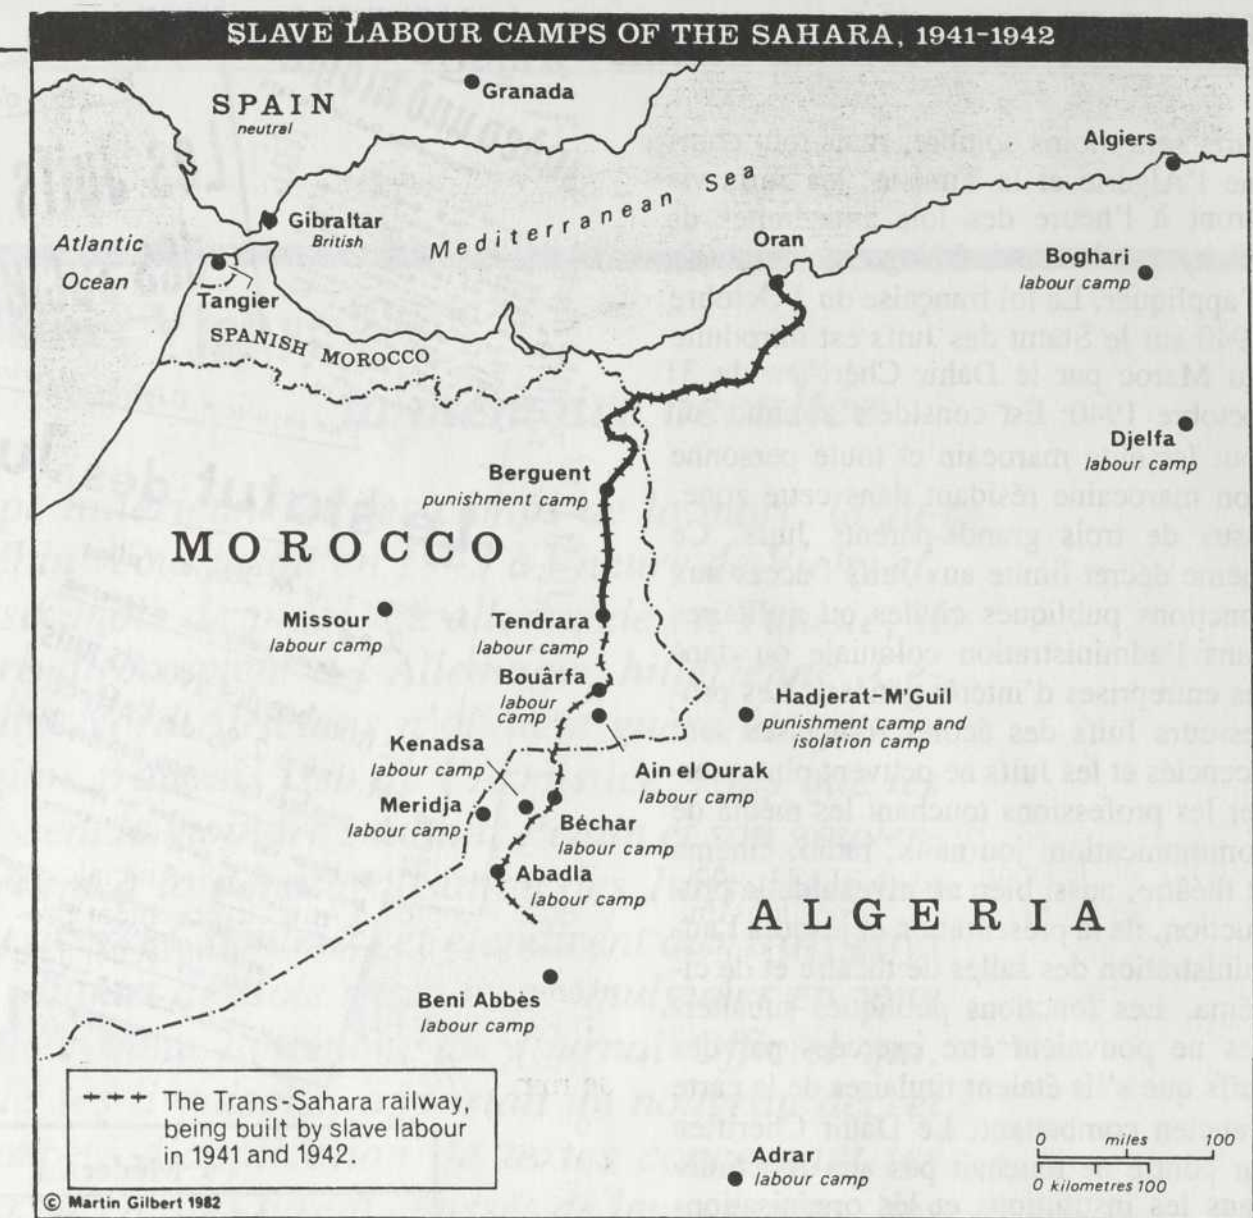 SLAVE LABOUR CAMPS OF THE SAHARA, 1941-1942
SPAIN
neutral
Granada
Algiers
Gibraltar
British
Mediterranean Sea
Atlantic
Ocean
Tangier
SPANISH MOROCCO
Oran
Boghari
labour camp
Djelfa
labour camp
Berguent
punishment camp
MOROCCO
Missour
labour camp
Tendrara
labour camp
Bouârfa
labour
camp
Hadjerat-M'Guil
punishment camp and
isolation camp
Kenadsa
labour camp
Ain el Ourak
labour camp
Meridja
labour camp
Béchar
labour camp
Abadla
labour camp
ALGERIA
Beni Abbès
labour camp
The Trans-Sahara railway,
being built by slave labour
in 1941 and 1942.
Adrar
labour camp
0 miles 100
0 kilometres 100
© Martin Gilbert 1982